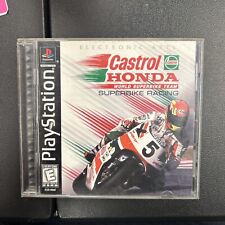 ELECTRONIC ARTS
Castrol
HONDA
WORLD SUPERBIKE TEAM
SUPERBIKE RACING
PlayStation
5
E